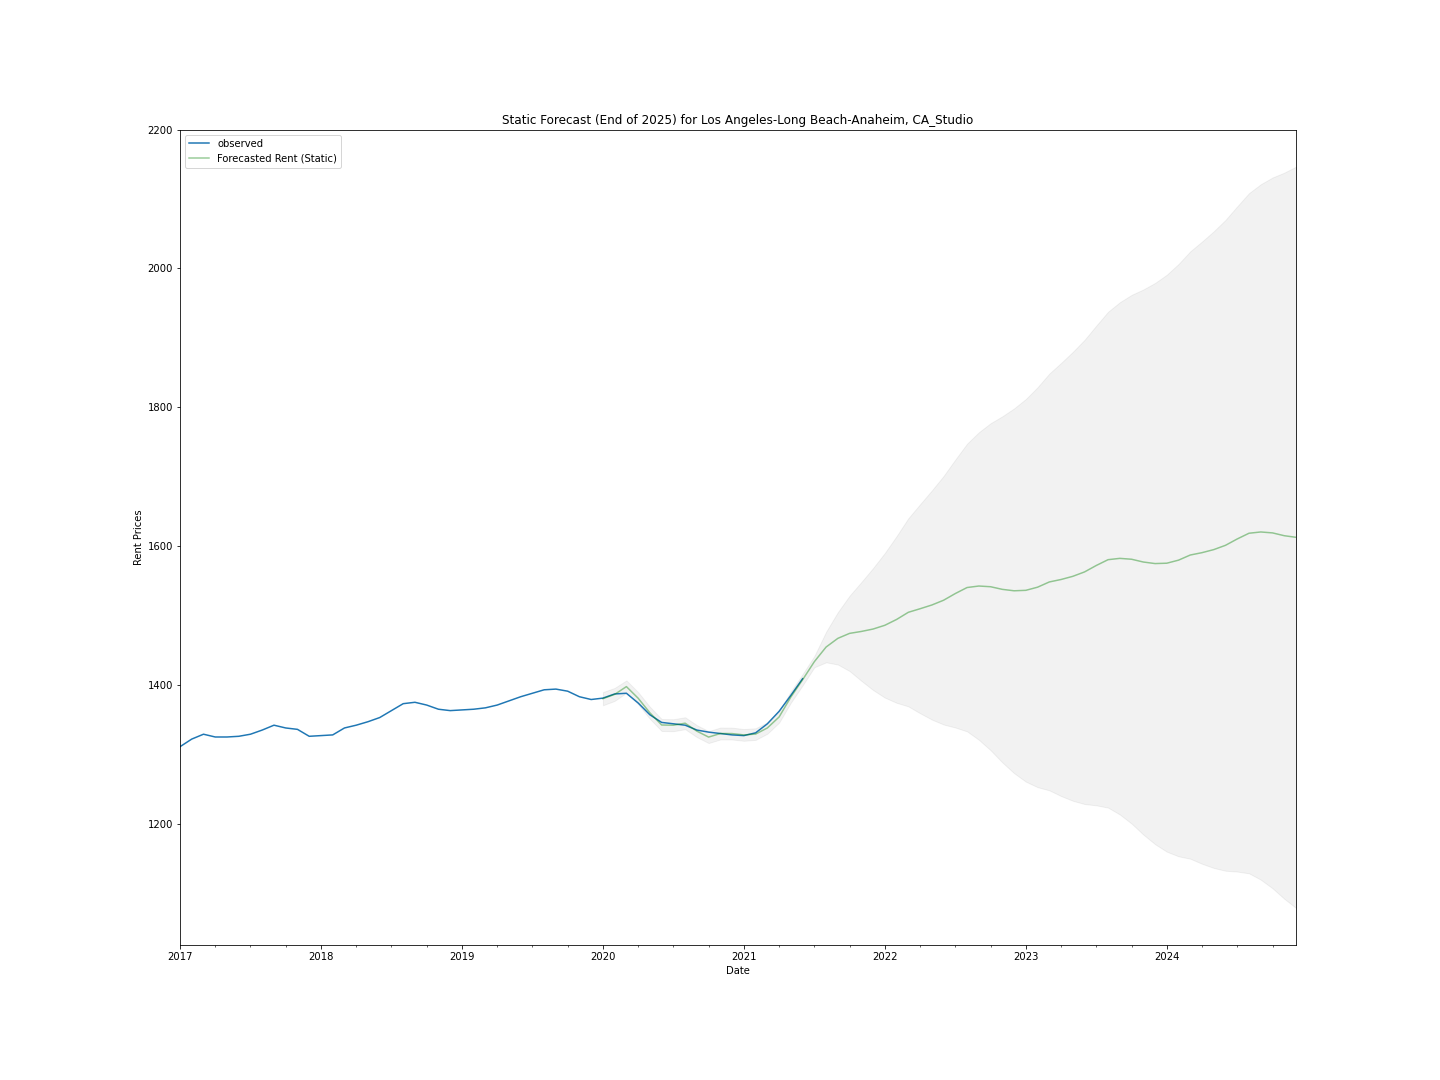 Static Forecast (End of 2025) for Los Angeles-Long Beach-Anaheim, CA_Studio
observed
Forecasted Rent (Static)
2200
2000
1800
1600
1400
1200
Rent Prices
2017 2018 2019 2020 2021 2022 2023 2024
Date